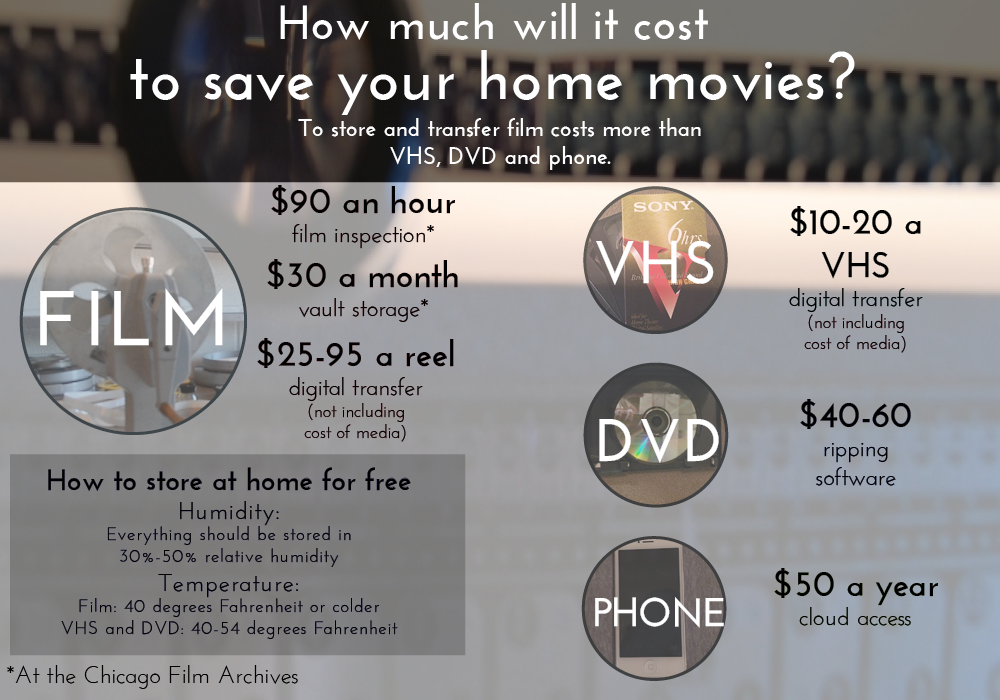 How much will it cost
to save your home movies?
To store and transfer film costs more than
VHS, DVD and phone.
FILM
$90 an hour
film inspection*
$30 a month
vault storage*
$25-95 a reel
digital transfer
(not including
cost of media)
SONY
6hrs
VHS
$10-20 a
VHS
digital transfer
(not including
cost of media)
DVD
$40-60
ripping
software
PHONE
$50 a year
cloud access
How to store at home for free
Humidity:
Everything should be stored in
30%-50% relative humidity
Temperature:
Film: 40 degrees Fahrenheit or colder
VHS and DVD: 40-54 degrees Fahrenheit
*At the Chicago Film Archives